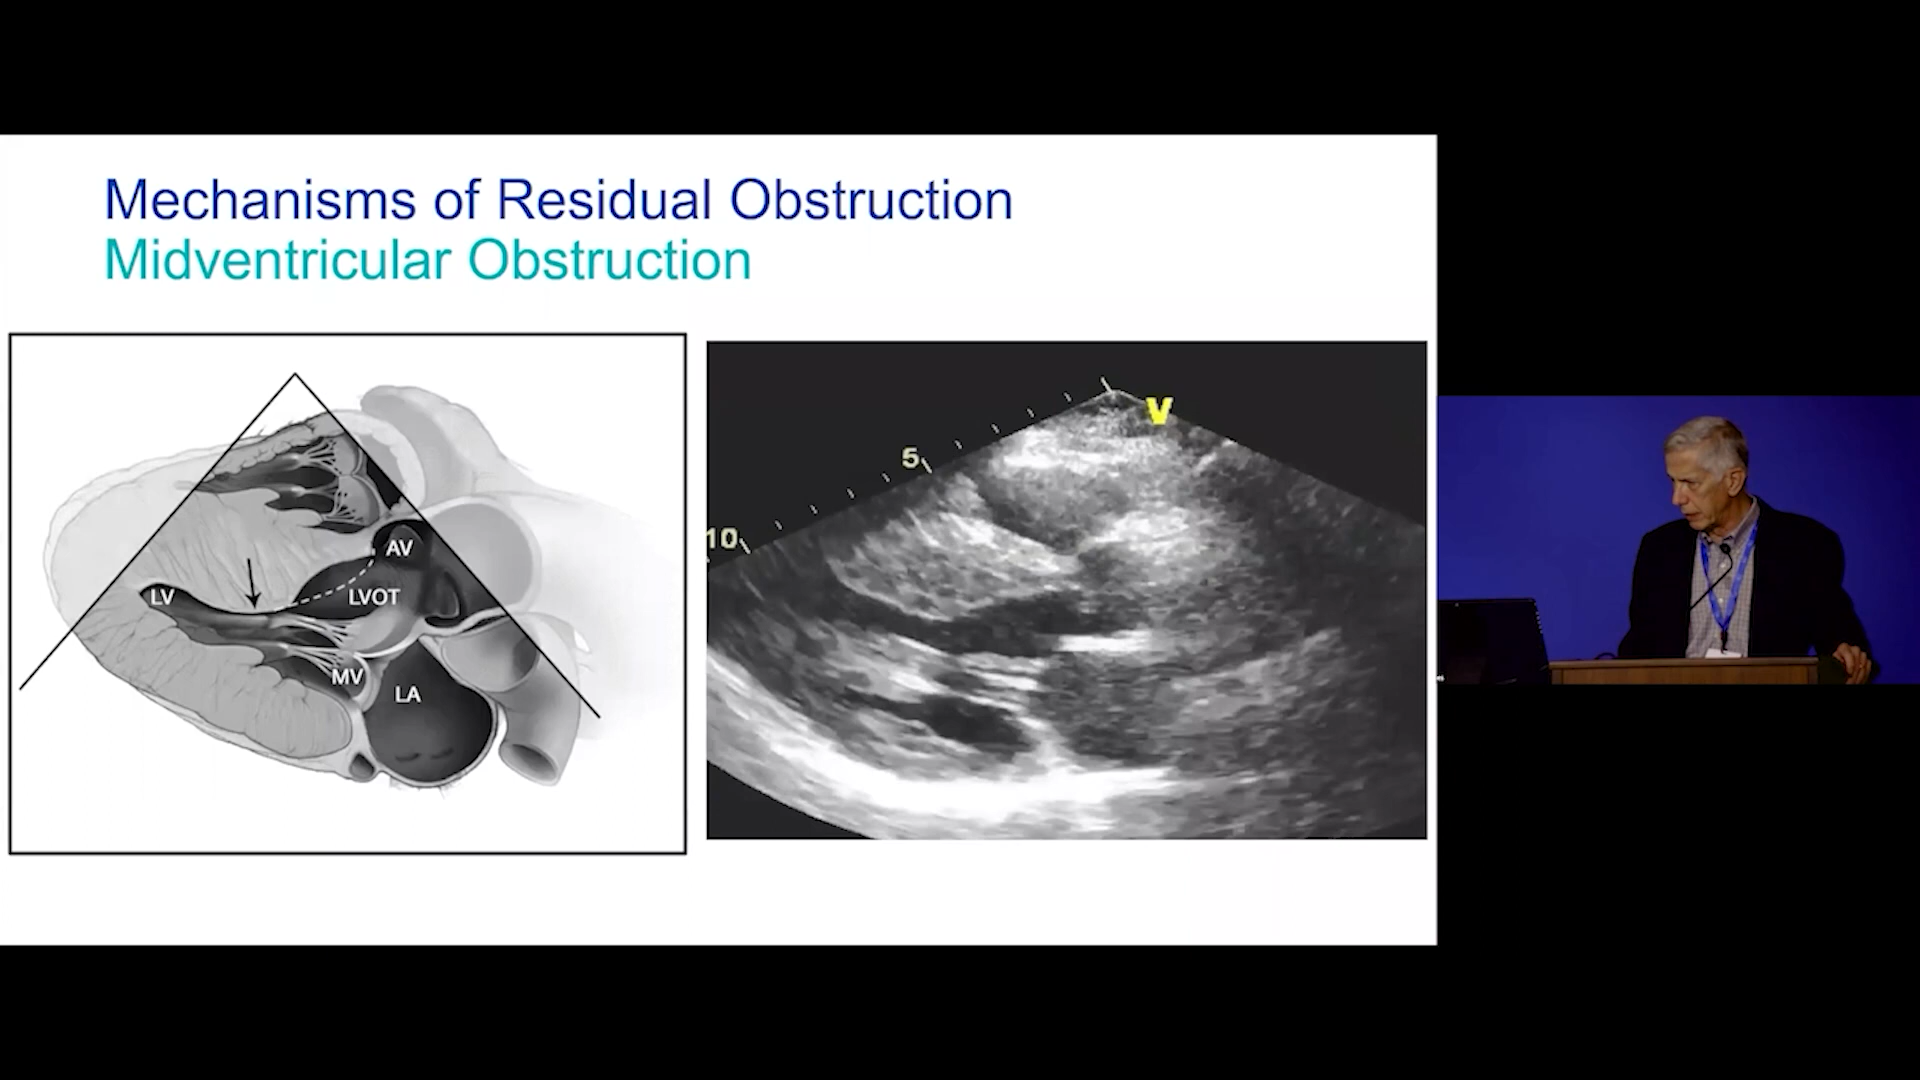 Mechanisms of Residual Obstruction
Midventricular Obstruction
AV
LV
LVOT
MV
LA
V
5
10